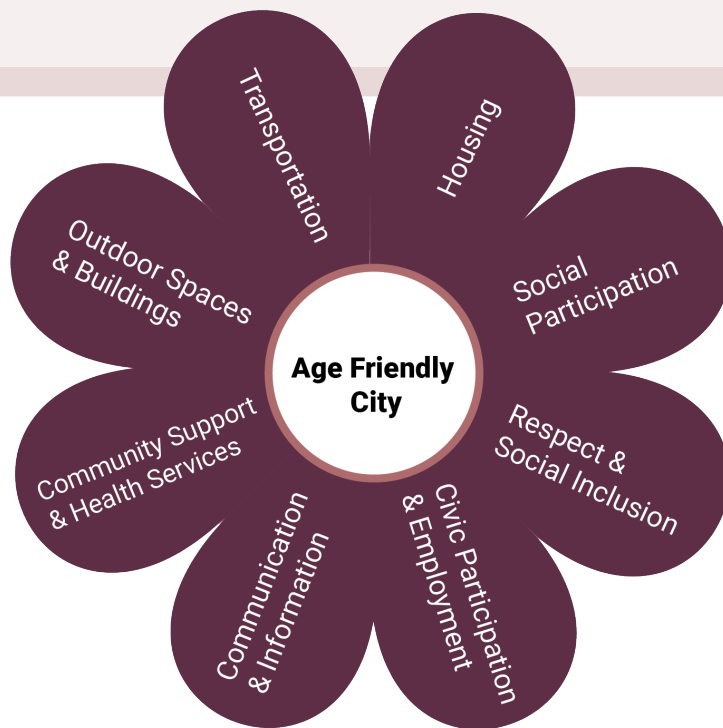 Transportation
Housing
Social
Participation
Respect &
Social Inclusion
Civic Participation
& Employment
Communication
& Information
Community Support
& Health Services
Outdoor Spaces
& Buildings
Age Friendly
City